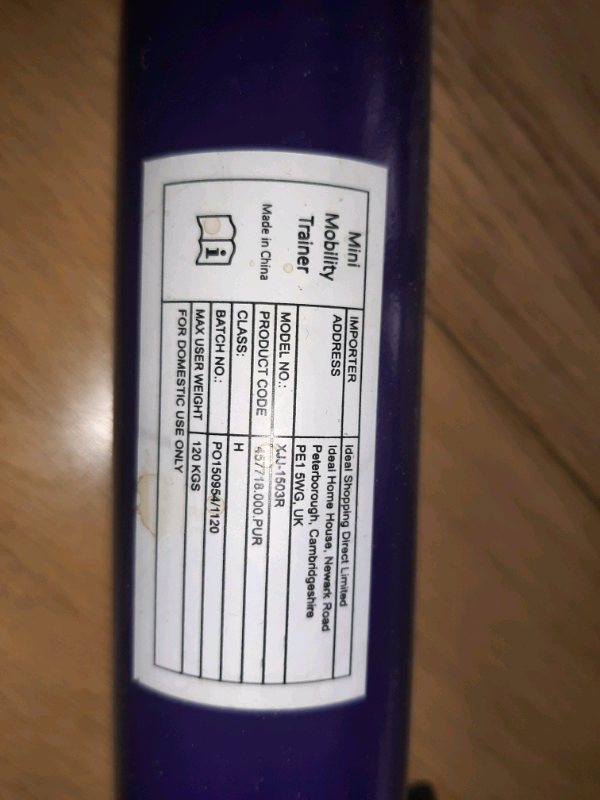 Mini
Mobility
Trainer
Made in China
IMPORTER
ADDRESS
Ideal Shopping Direct Limited
Ideal Home House, Newark Road
Peterborough, Cambridgeshire
PE1 5WG, UK
MODEL NO.: XJJ-1503R
PRODUCT CODE 457718.000.PUR
CLASS: H
BATCH NO.: PO150954/1120
MAX USER WEIGHT 120 KGS
FOR DOMESTIC USE ONLY